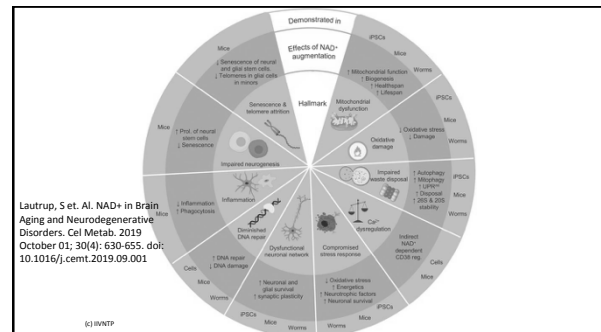 Demonstrated in
Effects of NAD⁺
augmentation
Hallmark
iPSCs
Mice
Worms
↑ Mitochondrial function
↑ Biogenesis
↑ Healthspan
↑ Lifespan
Mitochondrial
dysfunction
iPSCs
Mice
Worms
↓ Oxidative stress
↓ Damage
Oxidative
damage
iPSCs
Mice
Worms
↑ Autophagy
↑ Mitophagy
↑ Disposal
↑ 26S & 20S
stability
Impaired
waste disposal
Mice
Indirect
NAD⁺
dependent
CD38 reg.
Ca²⁺
dysregulation
iPSCs
Mice
Worms
↓ Oxidative stress
↑ Energetics
↑ Neurotrophic factors
↑ Neuronal survival
Compromised
stress response
iPSCs
Mice
Worms
↑ Neuronal and
glial survival
↑ synaptic plasticity
Dysfunctional
neuronal network
Cells
Mice
Worms
↑ DNA repair
↓ DNA damage
Diminished
DNA repair
Mice
↓ Inflammation
↑ Phagocytosis
Inflammation
Mice
↑ Prol. of neural
stem cells
↓ Senescence
Impaired neurogenesis
Mice
↓ Senescence of neural
and glial stem cells.
↓ Telomeres in glial cells
in minors
Senescence &
telomere attrition
Lautrup, S et. Al. NAD+ in Brain
Aging and Neurodegenerative
Disorders. Cel Metab. 2019
October 01; 30(4): 630-655. doi:
10.1016/j.cemt.2019.09.001
(c) IIVNTP